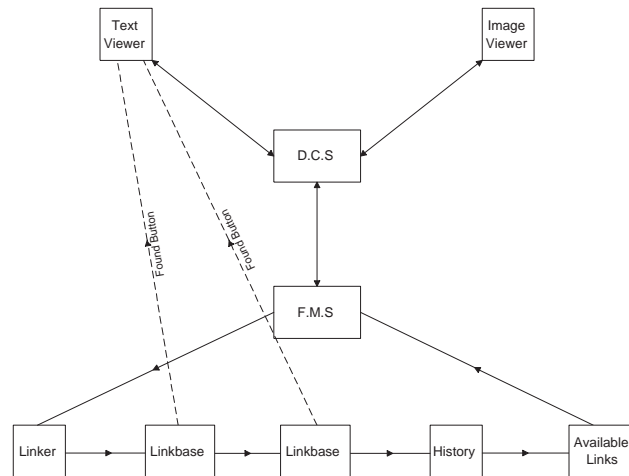 Text
Viewer
Image
Viewer
D.C.S
Found Button
Found Button
F.M.S
Linker
Linkbase
Linkbase
History
Available
Links